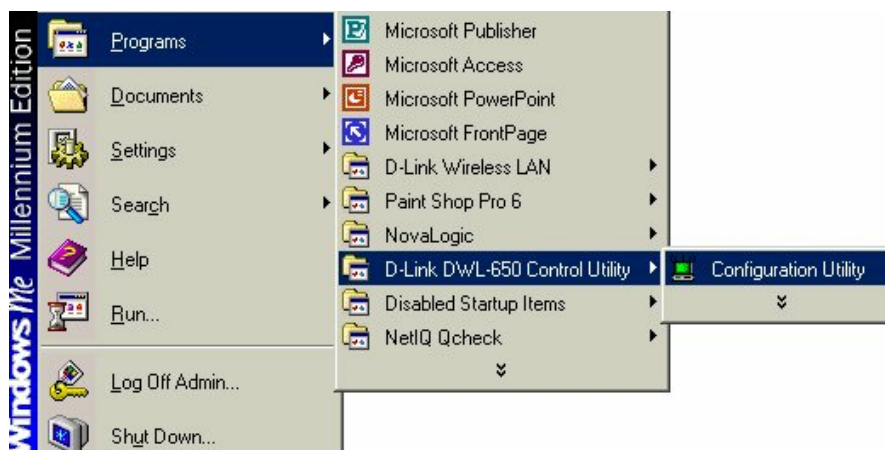 Windows Me Millennium Edition
Programs
Documents
Settings
Search
Help
Run...
Log Off Admin...
Shut Down...
Microsoft Publisher
Microsoft Access
Microsoft PowerPoint
Microsoft FrontPage
D-Link Wireless LAN
Paint Shop Pro 6
NovaLogic
D-Link DWL-650 Control Utility
Disabled Startup Items
NetIQ Qcheck
Configuration Utility